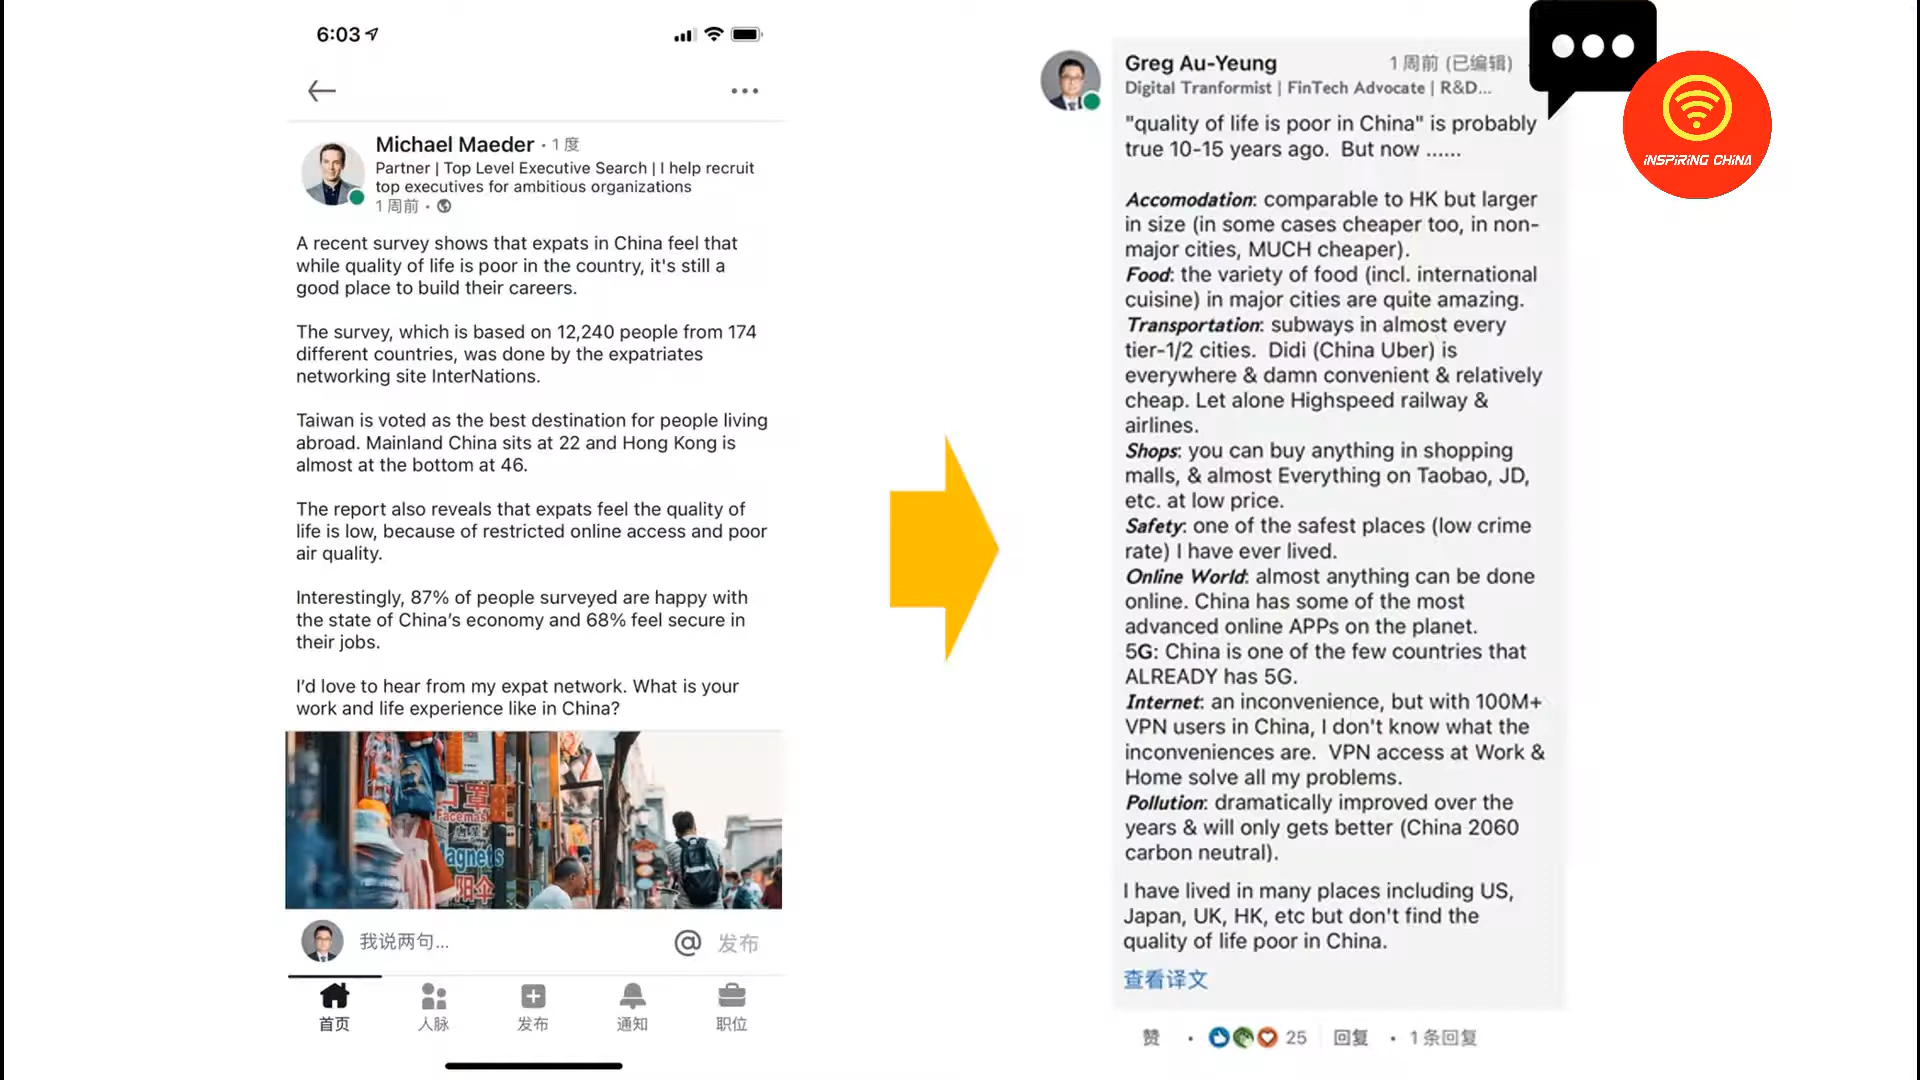 6:03
Michael Maeder · 1 度
Partner | Top Level Executive Search | I help recruit
top executives for ambitious organizations
1 周前 ·
A recent survey shows that expats in China feel that
while quality of life is poor in the country, it's still a
good place to build their careers.
The survey, which is based on 12,240 people from 174
different countries, was done by the expatriates
networking site InterNations.
Taiwan is voted as the best destination for people living
abroad. Mainland China sits at 22 and Hong Kong is
almost at the bottom at 46.
The report also reveals that expats feel the quality of
life is low, because of restricted online access and poor
air quality.
Interestingly, 87% of people surveyed are happy with
the state of China’s economy and 68% feel secure in
their jobs.
I’d love to hear from my expat network. What is your
work and life experience like in China?
口罩
Facemask
Magnets
阳伞
我说两句...
@ 发布
首页 人脉 发布 通知 职位
Greg Au-Yeung 1 周前 (已编辑)
Digital Tranformist | FinTech Advocate | R&D...
"quality of life is poor in China" is probably
true 10-15 years ago. But now ......
Accomodation: comparable to HK but larger
in size (in some cases cheaper too, in non-
major cities, MUCH cheaper).
Food: the variety of food (incl. international
cuisine) in major cities are quite amazing.
Transportation: subways in almost every
tier-1/2 cities. Didi (China Uber) is
everywhere & damn convenient & relatively
cheap. Let alone Highspeed railway &
airlines.
Shops: you can buy anything in shopping
malls, & almost Everything on Taobao, JD,
etc. at low price.
Safety: one of the safest places (low crime
rate) I have ever lived.
Online World: almost anything can be done
online. China has some of the most
advanced online APPs on the planet.
5G: China is one of the few countries that
ALREADY has 5G.
Internet: an inconvenience, but with 100M+
VPN users in China, I don't know what the
inconveniences are. VPN access at Work &
Home solve all my problems.
Pollution: dramatically improved over the
years & will only gets better (China 2060
carbon neutral).
I have lived in many places including US,
Japan, UK, HK, etc but don't find the
quality of life poor in China.
查看译文
赞 · 25 回复 · 1 条回复
INSPIRING CHINA